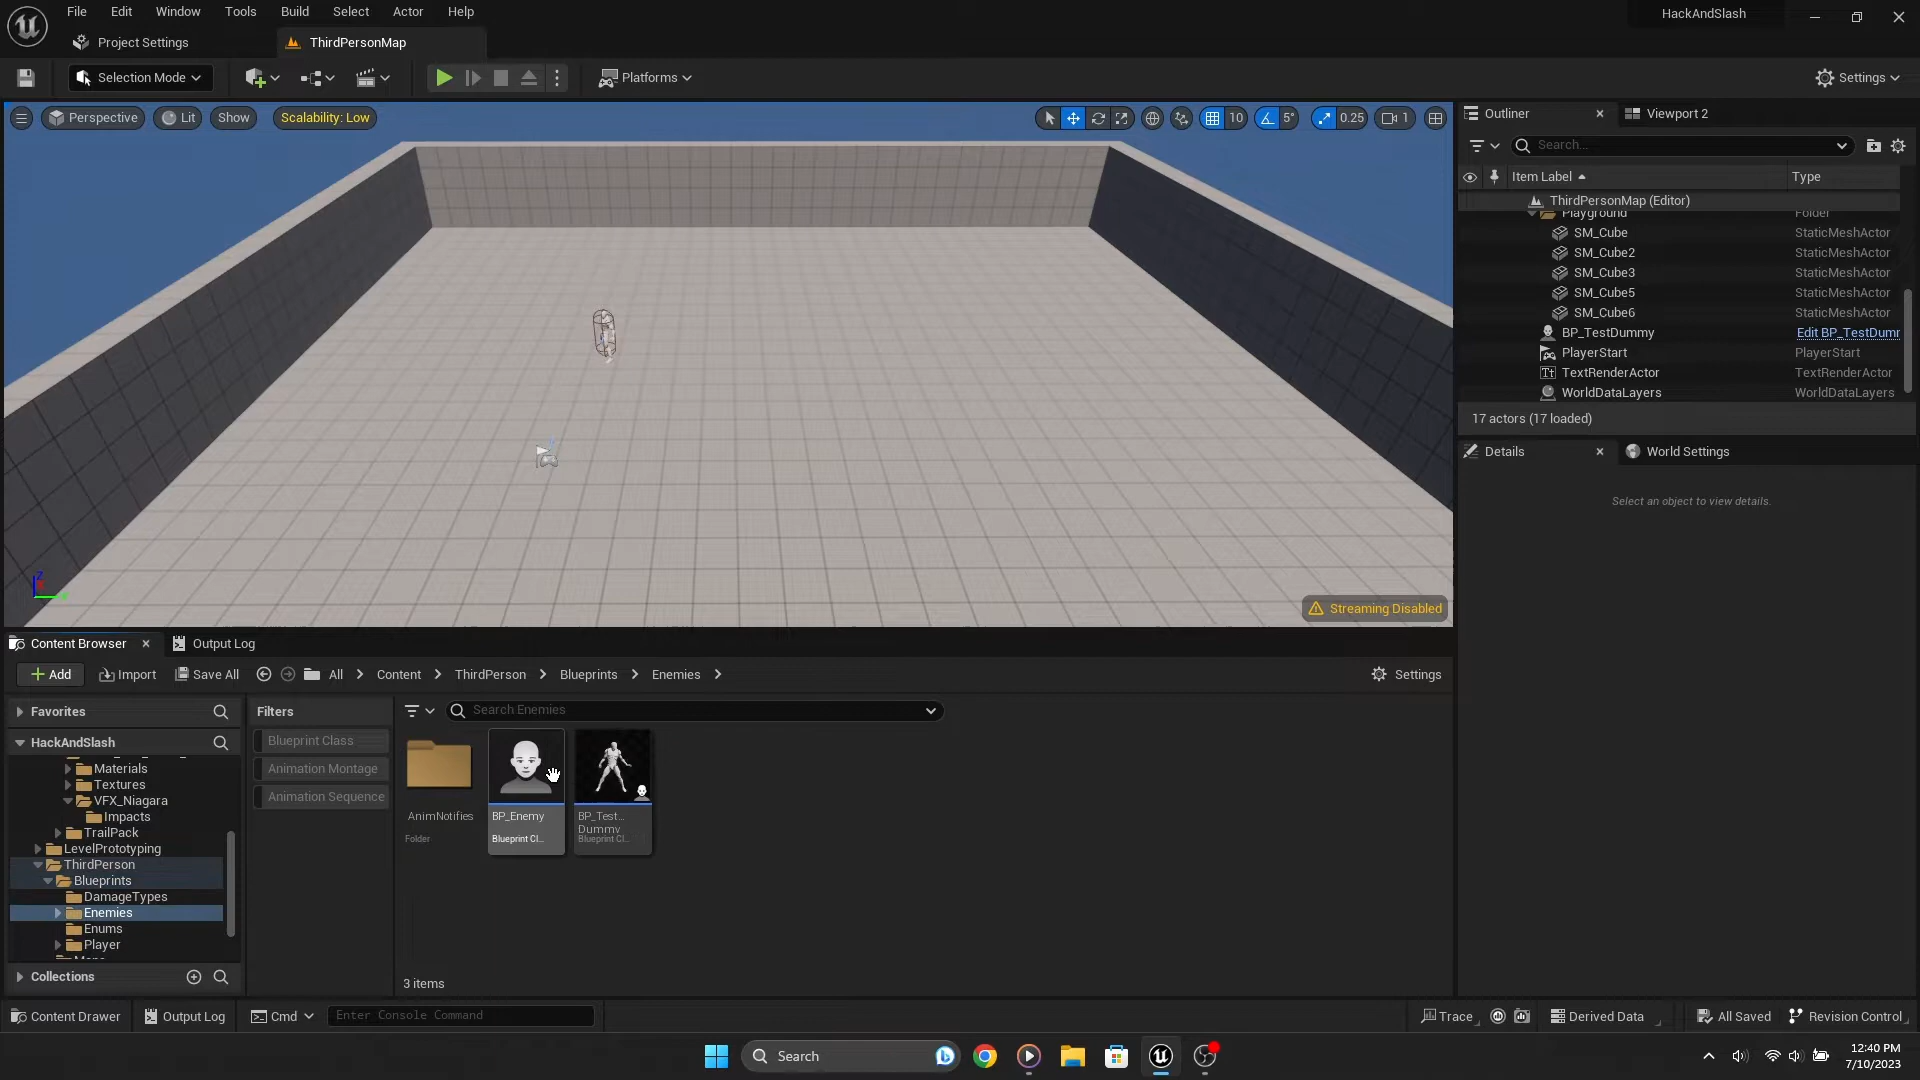 File Edit Window Tools Build Select Actor Help
HackAndSlash
Project Settings
ThirdPersonMap
Selection Mode
Platforms
Settings
Perspective
Lit
Show
Scalability: Low
10
5°
0.25
1
Outliner
Viewport 2
Search...
Item Label
Type
ThirdPersonMap (Editor)
Playground Folder
SM_Cube StaticMeshActor
SM_Cube2 StaticMeshActor
SM_Cube3 StaticMeshActor
SM_Cube5 StaticMeshActor
SM_Cube6 StaticMeshActor
BP_TestDummy Edit BP_TestDumr
PlayerStart PlayerStart
TextRenderActor TextRenderActor
WorldDataLayers WorldDataLayers
17 actors (17 loaded)
Details
World Settings
Select an object to view details.
Z
Streaming Disabled
Content Browser
Output Log
Add
Import
Save All
All
Content
ThirdPerson
Blueprints
Enemies
Settings
Favorites
HackAndSlash
Materials
Textures
VFX_Niagara
Impacts
TrailPack
LevelPrototyping
ThirdPerson
Blueprints
DamageTypes
Enemies
Enums
Player
Collections
Filters
Blueprint Class
Animation Montage
Animation Sequence
Search Enemies
AnimNotifies
Folder
BP_Enemy
Blueprint Cl...
BP_Test...
Dummy
Blueprint Cl...
3 items
Content Drawer
Output Log
Cmd
Enter Console Command
Trace
Derived Data
All Saved
Revision Control
Search
12:40 PM
7/10/2023